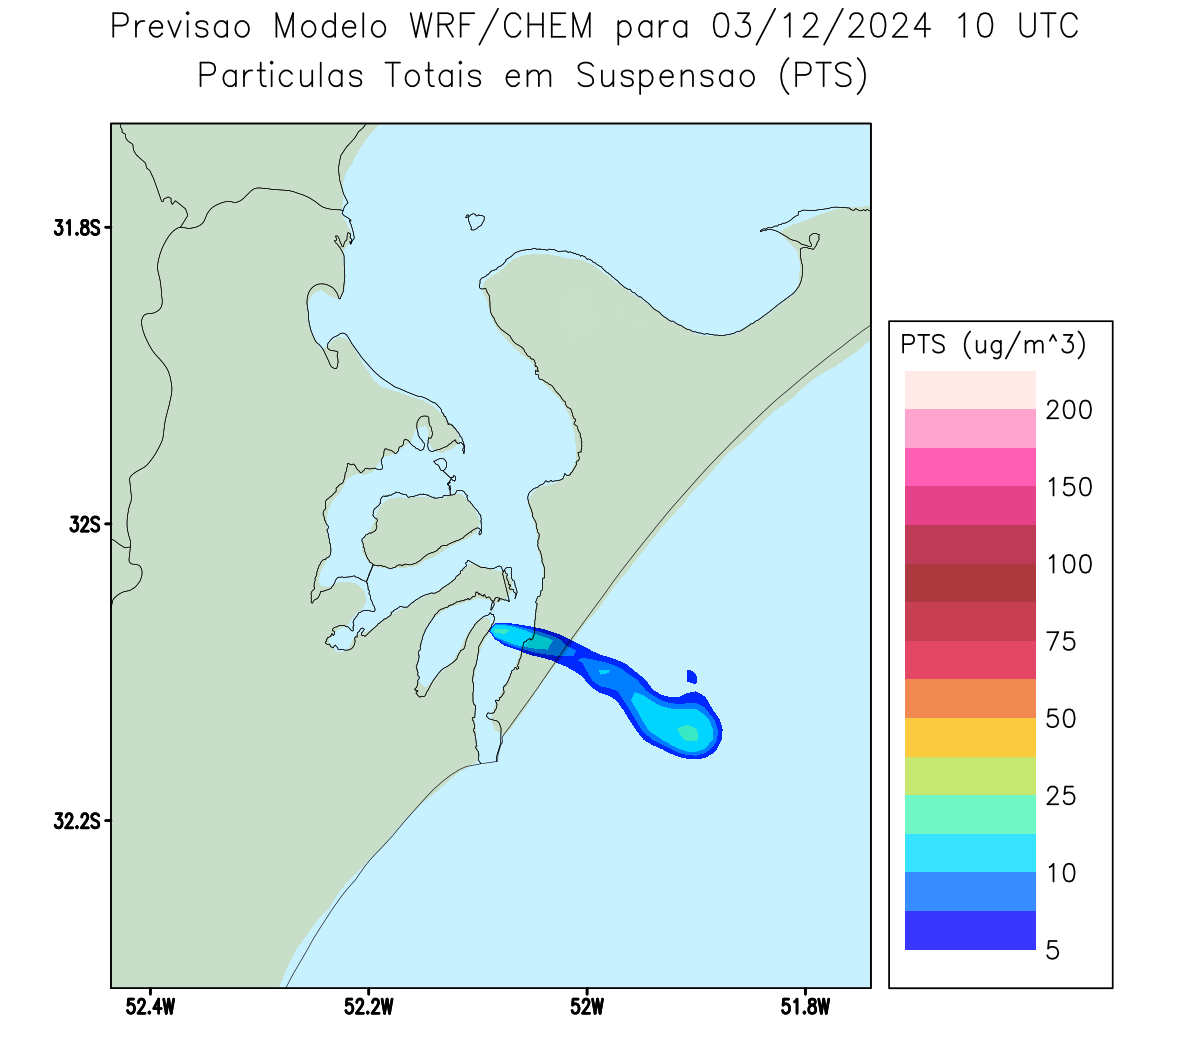 Previsao Modelo WRF/CHEM para 03/12/2024 10 UTC
Particulas Totais em Suspensao (PTS)
31.8S
32S
32.2S
52.4W 52.2W 52W 51.8W
PTS (ug/m^3)
200
150
100
75
50
25
10
5